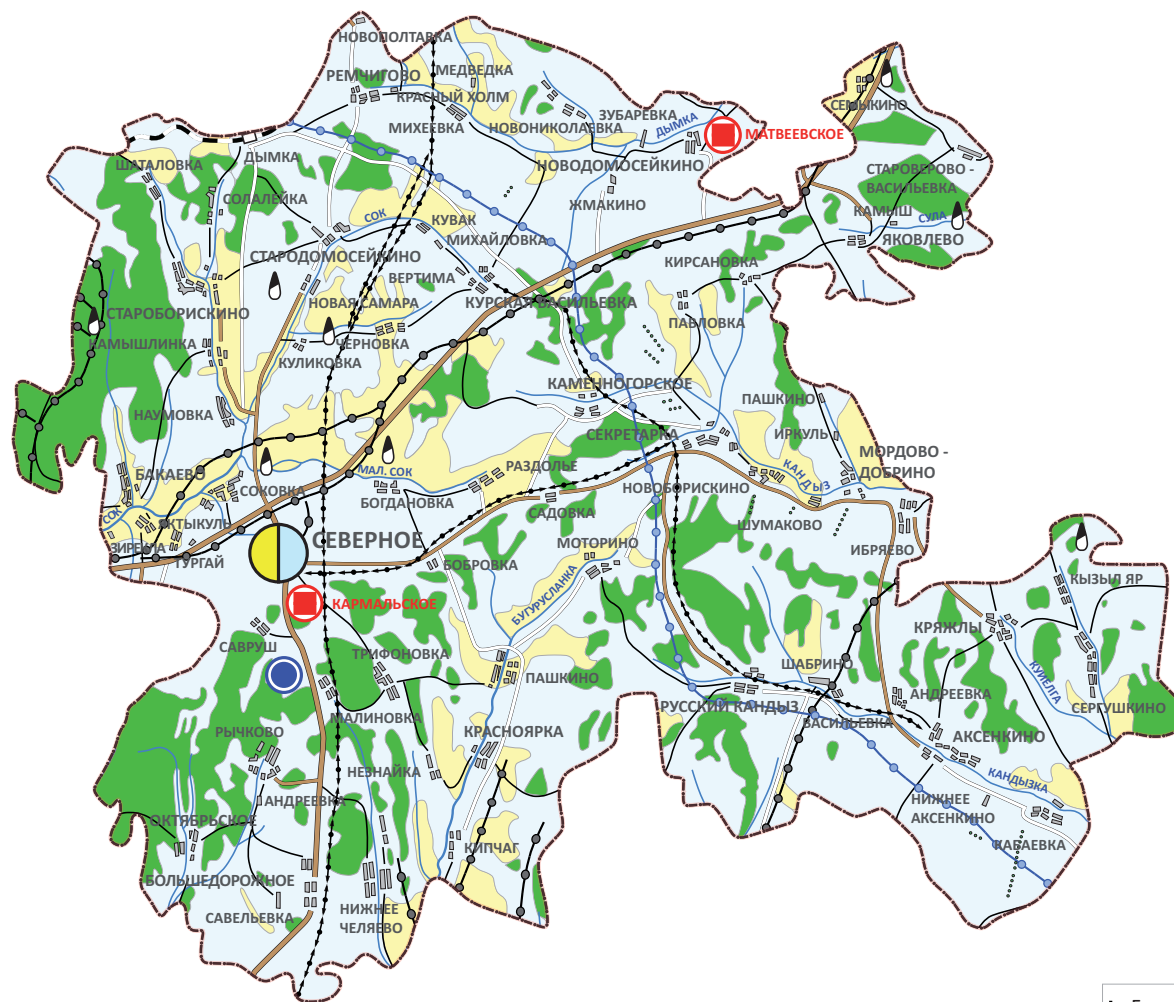 НОВОПОЛТАВКА
РЕМЧИГОВО
МЕДВЕДКА
КРАСНЫЙ ХОЛМ
МИХЕЕВКА
НОВОНИКОЛАЕВКА
ЗУБАРЕВКА
ДЫМКА
МАТВЕЕВСКОЕ
СЕМЫКИНО
ШАТАЛОВКА
ДЫМКА
НОВОДОМОСЕЙКИНО
СТАРОВЕРОВО -
ВАСИЛЬЕВКА
СОЛАЛЕЙКА
СОК
КУВАК
ЖМАКИНО
КАМЫШ
СУЛА
ЯКОВЛЕВО
МИХАЙЛОВКА
СТАРОДОМОСЕЙКИНО
КИРСАНОВКА
ВЕРТИМА
НОВАЯ САМАРА
КУРСКАЯ ВАСИЛЬЕВКА
СТАРОБОРИСКИНО
ПАВЛОВКА
КАМЫШЛИНКА
ЧЕРНОВКА
КУЛИКОВКА
КАМЕННОГОРСКОЕ
ПАШКИНО
НАУМОВКА
СЕКРЕТАРКА
ИРКУЛЬ
МОРДОВО -
ДОБРИНО
БАКАЕВО
МАЛ. СОК
РАЗДОЛЬЕ
КАНДЫЗ
СОКОВКА
БОГДАНОВКА
НОВОБОРИСКИНО
СОК
САДОВКА
ЯКТЫКУЛЬ
ШУМАКОВО
СЕВЕРНОЕ
МОТОРИНО
ИБРЯЕВО
ТУРГАЙ
БОБРОВКА
КЫЗЫЛ ЯР
БУГУРУСЛАНКА
КАРМАЛЬСКОЕ
КРЯЖЛЫ
САВРУШ
ТРИФОНОВКА
ШАБРИНО
ПАШКИНО
КУЙЕЛГА
АНДРЕЕВКА
СЕРГУШКИНО
РУССКИЙ КАНДЫЗ
МАЛИНОВКА
ВАСИЛЬЕВКА
РЫЧКОВО
КРАСНОЯРКА
АКСЕНКИНО
НЕЗНАЙКА
КАНДЫЗКА
АНДРЕЕВКА
НИЖНЕЕ
АКСЕНКИНО
ОКТЯБРЬСКОЕ
КАБАЕВКА
КИПЧАГ
БОЛЬШЕДОРОЖНОЕ
САВЕЛЬЕВКА
НИЖНЕЕ
ЧЕЛЯЕВО